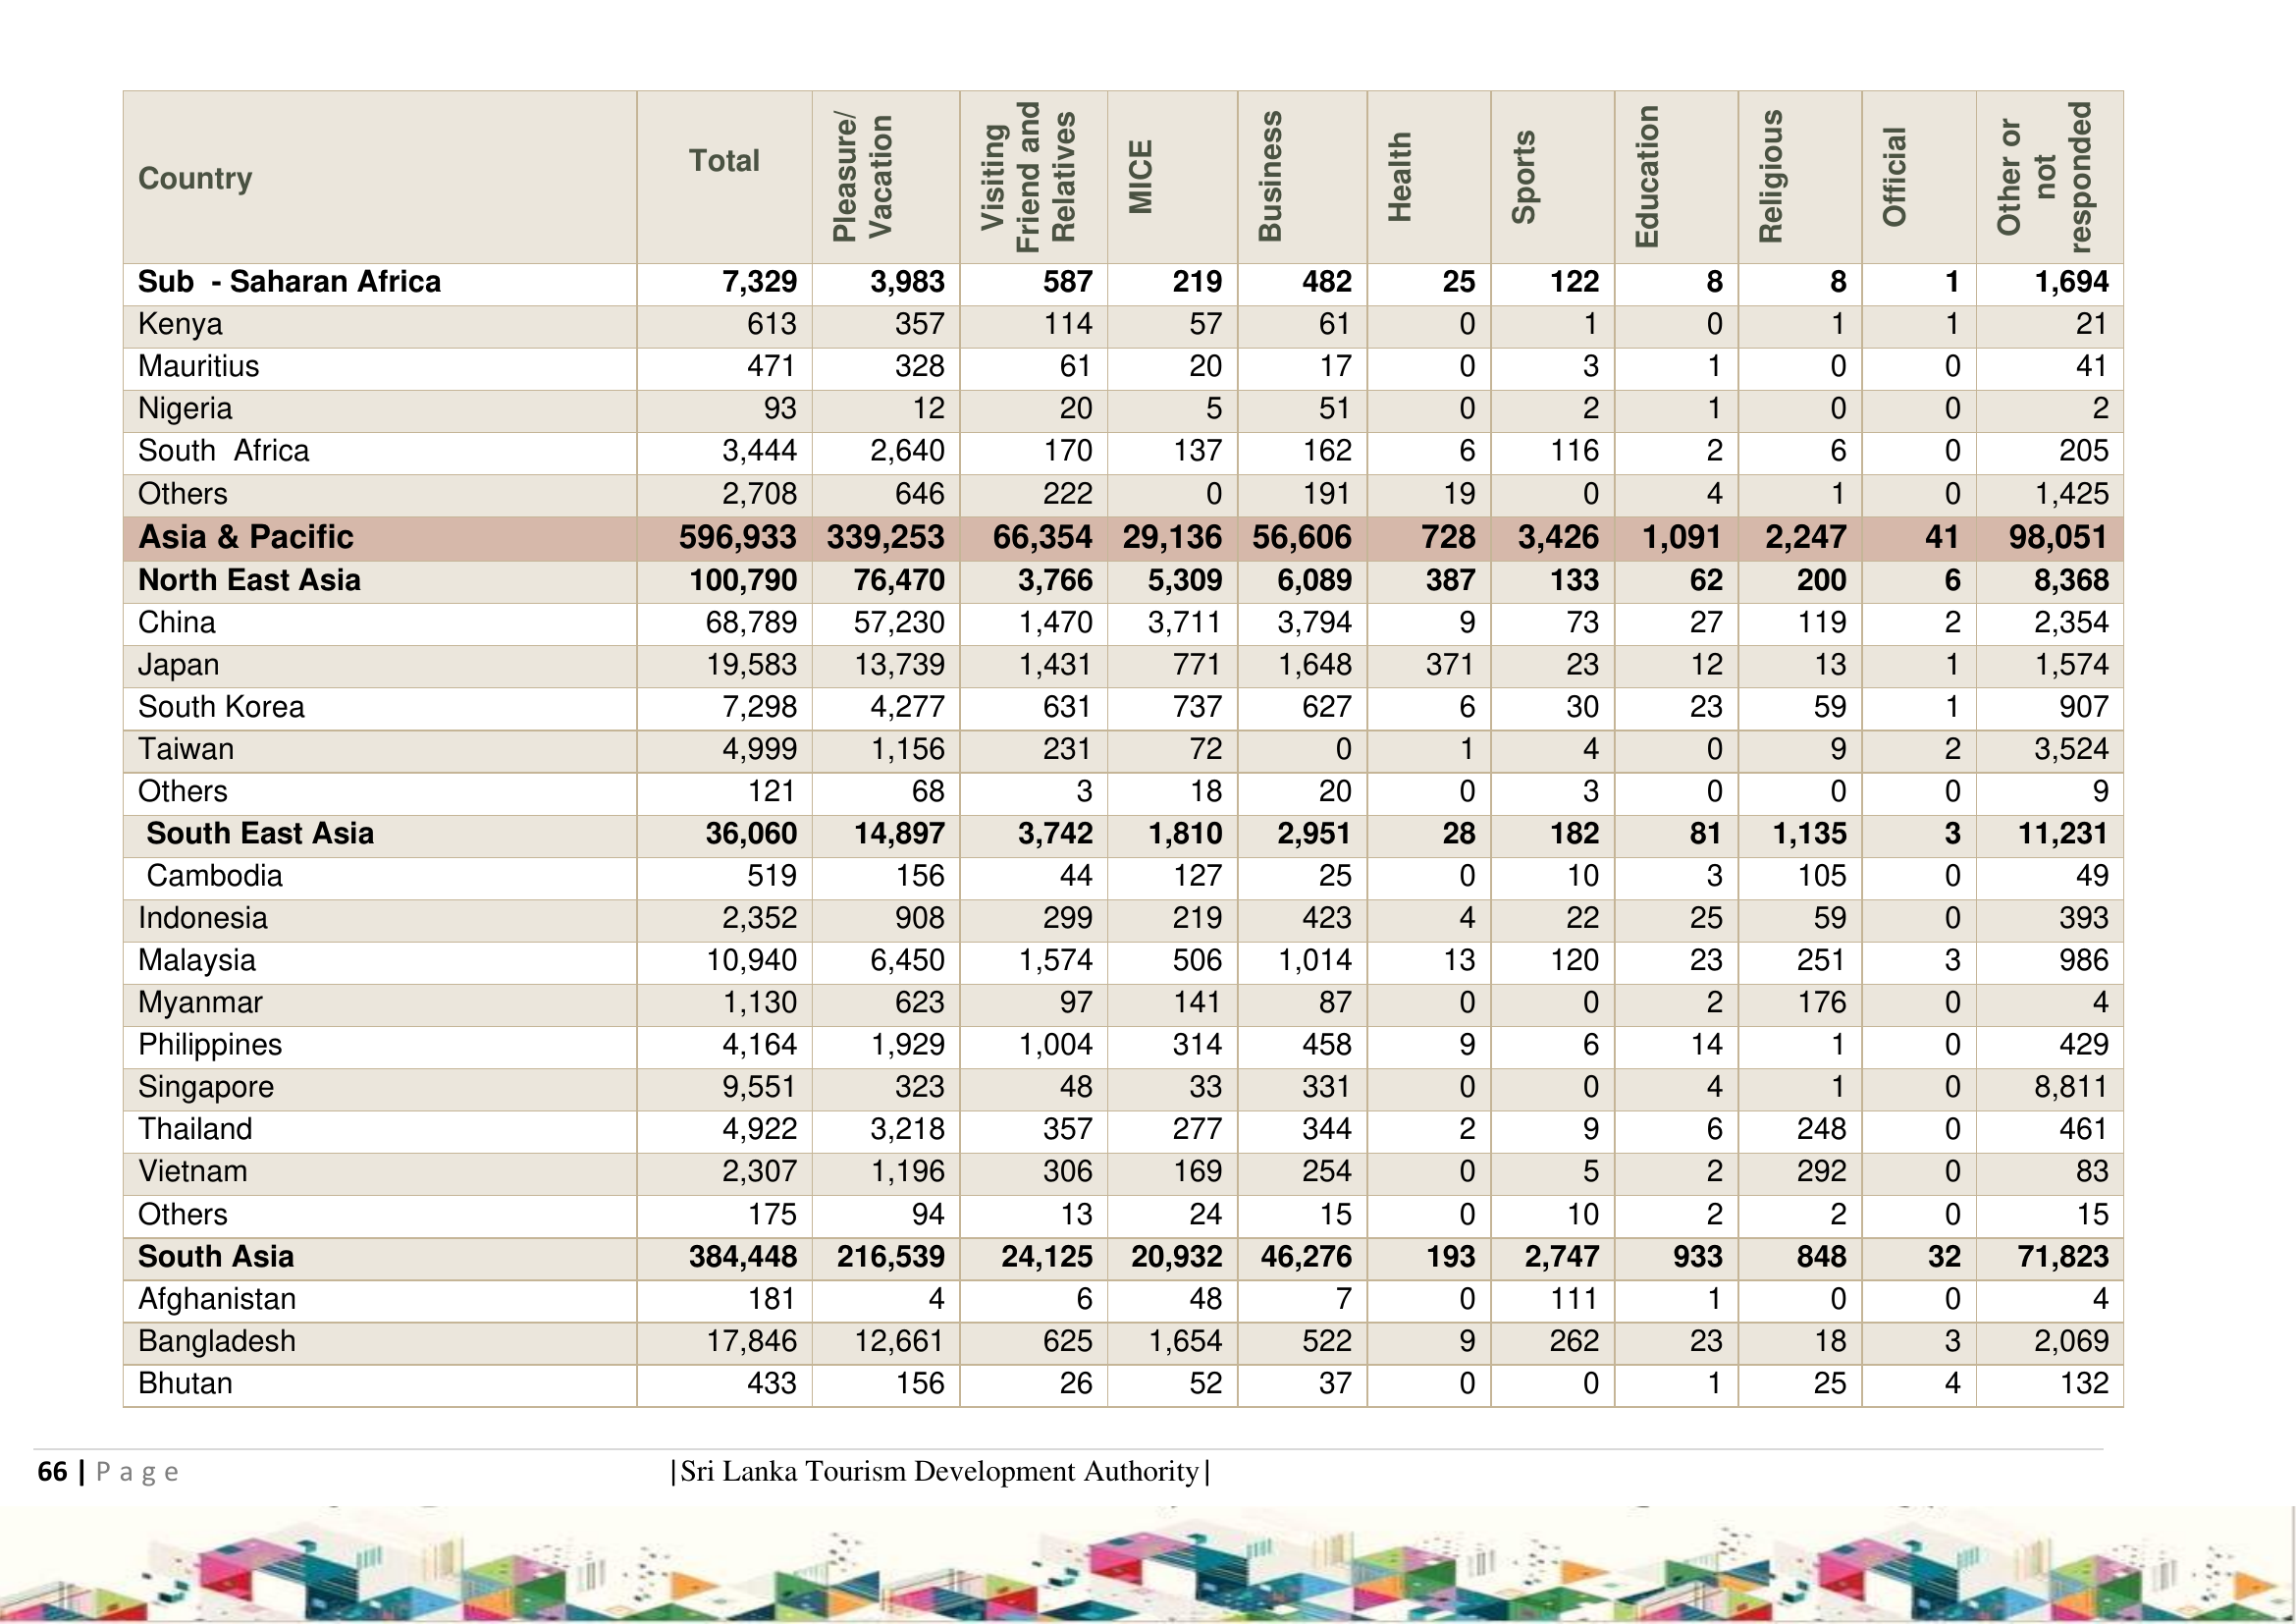 Country Total Pleasure/ Vacation Visiting Friend and Relatives MICE Business Health Sports Education Religious Official Other or not responded
Sub - Saharan Africa 7,329 3,983 587 219 482 25 122 8 8 1 1,694
Kenya 613 357 114 57 61 0 1 0 1 1 21
Mauritius 471 328 61 20 17 0 3 1 0 0 41
Nigeria 93 12 20 5 51 0 2 1 0 0 2
South Africa 3,444 2,640 170 137 162 6 116 2 6 0 205
Others 2,708 646 222 0 191 19 0 4 1 0 1,425
Asia & Pacific 596,933 339,253 66,354 29,136 56,606 728 3,426 1,091 2,247 41 98,051
North East Asia 100,790 76,470 3,766 5,309 6,089 387 133 62 200 6 8,368
China 68,789 57,230 1,470 3,711 3,794 9 73 27 119 2 2,354
Japan 19,583 13,739 1,431 771 1,648 371 23 12 13 1 1,574
South Korea 7,298 4,277 631 737 627 6 30 23 59 1 907
Taiwan 4,999 1,156 231 72 0 1 4 0 9 2 3,524
Others 121 68 3 18 20 0 3 0 0 0 9
South East Asia 36,060 14,897 3,742 1,810 2,951 28 182 81 1,135 3 11,231
Cambodia 519 156 44 127 25 0 10 3 105 0 49
Indonesia 2,352 908 299 219 423 4 22 25 59 0 393
Malaysia 10,940 6,450 1,574 506 1,014 13 120 23 251 3 986
Myanmar 1,130 623 97 141 87 0 0 2 176 0 4
Philippines 4,164 1,929 1,004 314 458 9 6 14 1 0 429
Singapore 9,551 323 48 33 331 0 0 4 1 0 8,811
Thailand 4,922 3,218 357 277 344 2 9 6 248 0 461
Vietnam 2,307 1,196 306 169 254 0 5 2 292 0 83
Others 175 94 13 24 15 0 10 2 2 0 15
South Asia 384,448 216,539 24,125 20,932 46,276 193 2,747 933 848 32 71,823
Afghanistan 181 4 6 48 7 0 111 1 0 0 4
Bangladesh 17,846 12,661 625 1,654 522 9 262 23 18 3 2,069
Bhutan 433 156 26 52 37 0 0 1 25 4 132
66 | Page |Sri Lanka Tourism Development Authority|